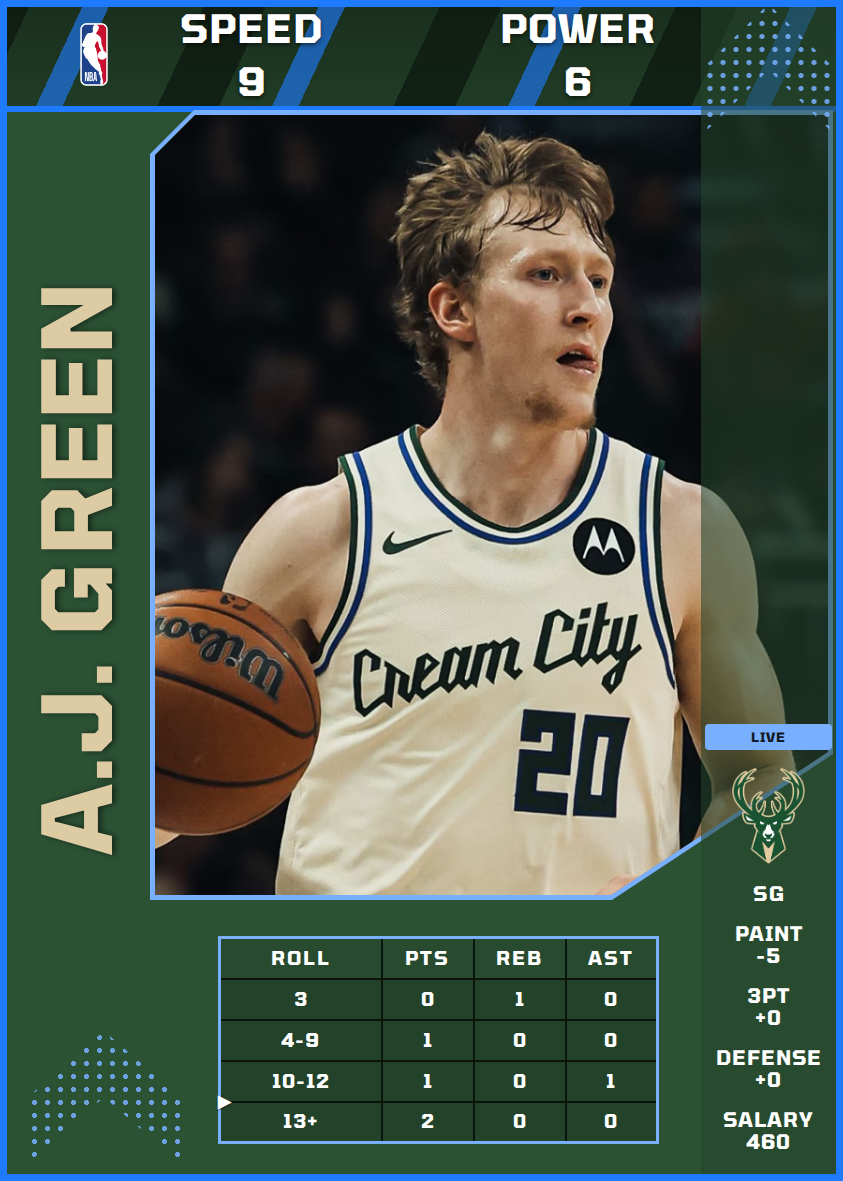 SPEED POWER
9 6
NBA
A.J. GREEN
Wilson
Cream City
20
LIVE
SG
PAINT
-5
3PT
+0
DEFENSE
+0
SALARY
460
ROLL PTS REB AST
3 0 1 0
4-9 1 0 0
10-12 1 0 1
13+ 2 0 0